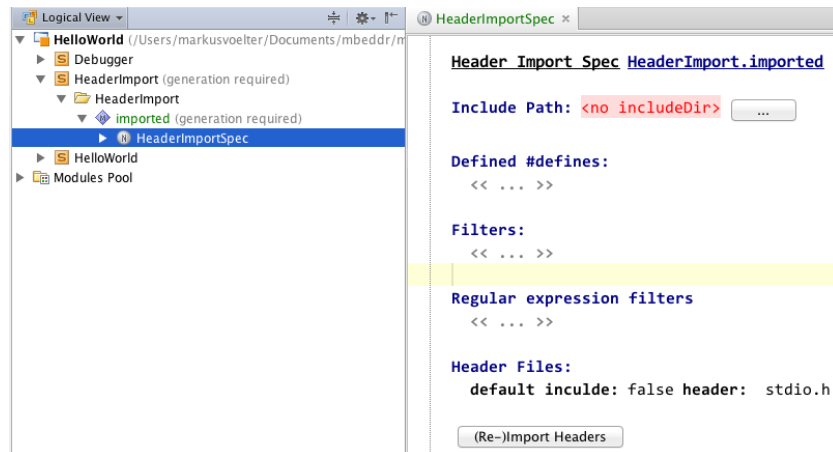 Logical View
HelloWorld (/Users/markusvoelter/Documents/mbeddr/m
S Debugger
S HeaderImport (generation required)
HeaderImport
imported (generation required)
N HeaderImportSpec
S HelloWorld
Modules Pool
N HeaderImportSpec ×
Header Import Spec HeaderImport.imported
Include Path: <no includeDir> ...
Defined #defines:
<< ... >>
Filters:
<< ... >>
Regular expression filters
<< ... >>
Header Files:
default inculde: false header: stdio.h
(Re-)Import Headers